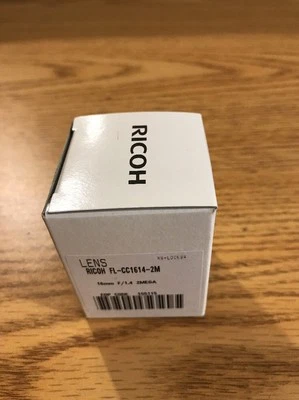 RICOH
LENS
RICOH FL-CC1614-2M
16mm F/1.4 2MEGA